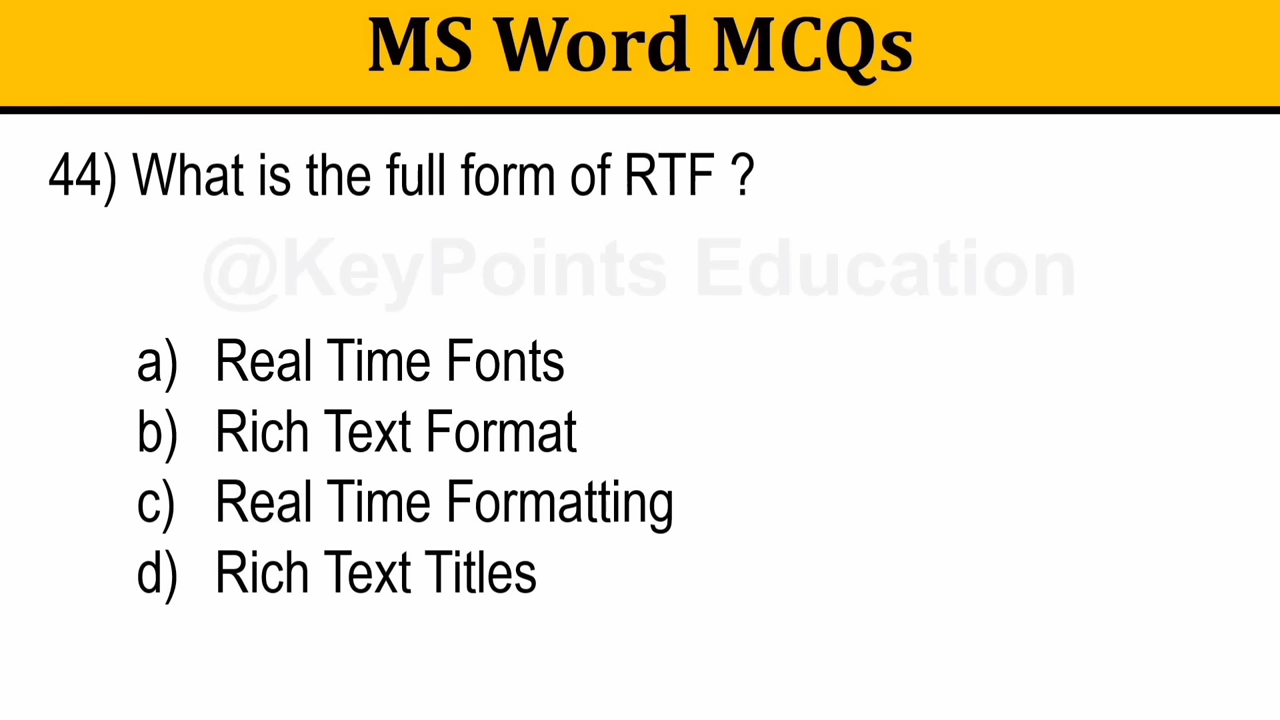 MS Word MCQs
44) What is the full form of RTF ?
@KeyPoints Education
a) Real Time Fonts
b) Rich Text Format
c) Real Time Formatting
d) Rich Text Titles